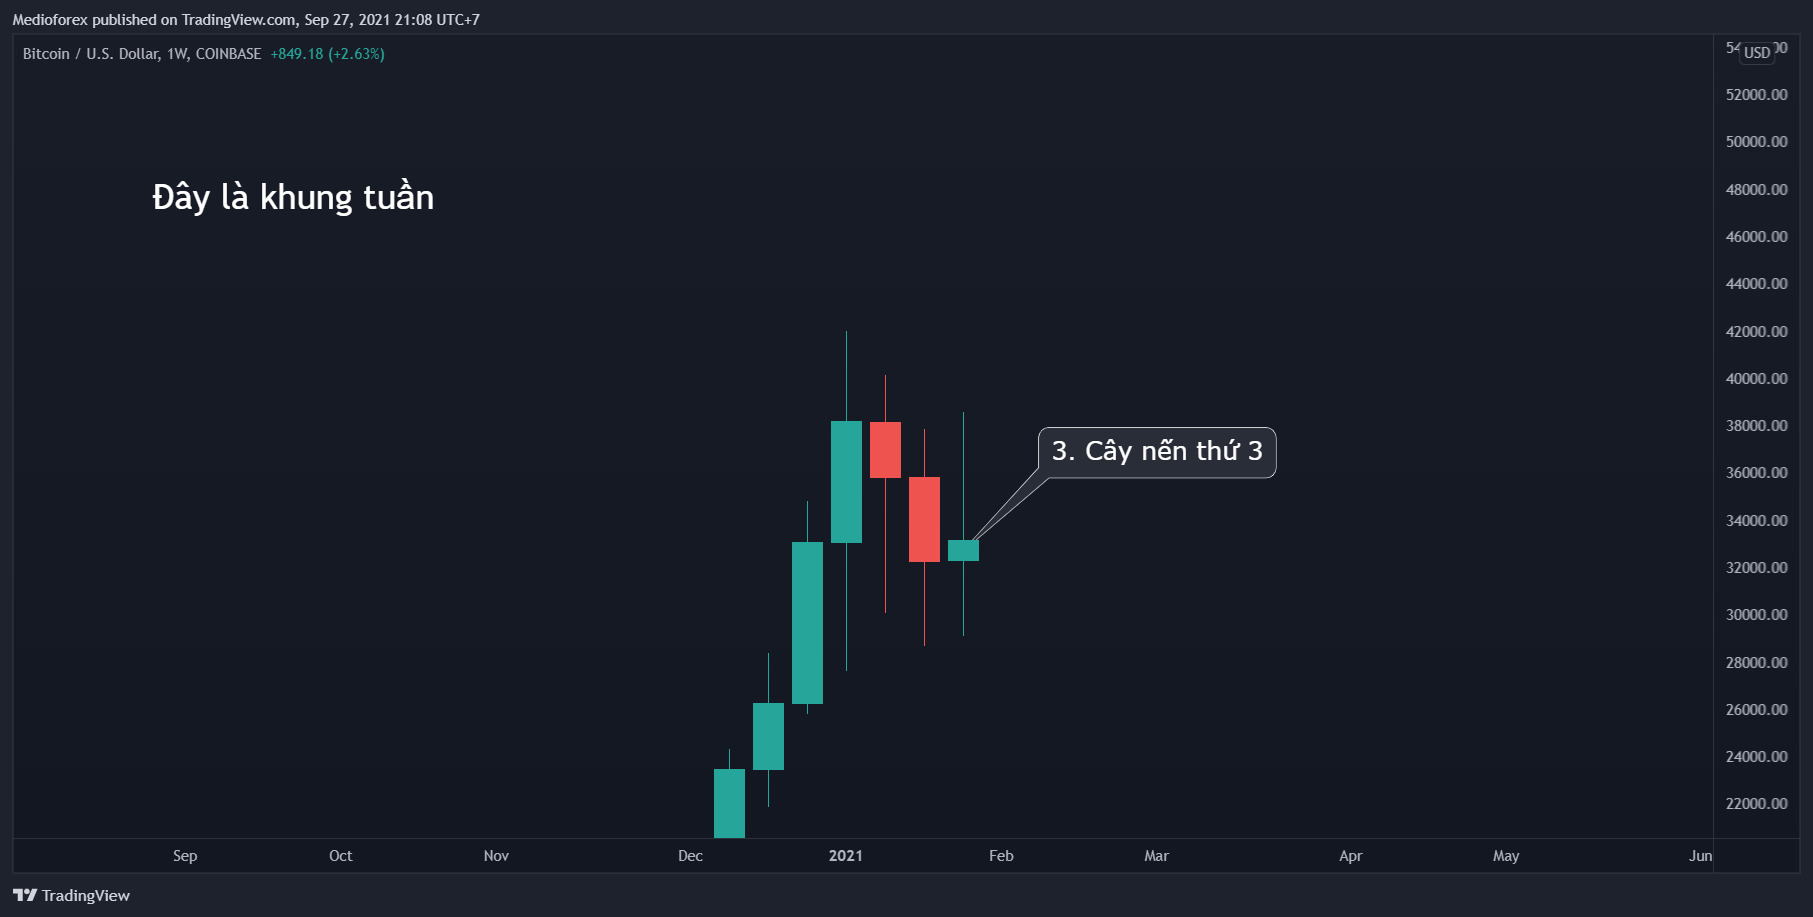 Medioforex published on TradingView.com, Sep 27, 2021 21:08 UTC+7
Bitcoin / U.S. Dollar, 1W, COINBASE +849.18 (+2.63%)
USD
52000.00
50000.00
Đây là khung tuần
48000.00
46000.00
44000.00
42000.00
40000.00
38000.00
3. Cây nến thứ 3
36000.00
34000.00
32000.00
30000.00
28000.00
26000.00
24000.00
22000.00
Sep Oct Nov Dec 2021 Feb Mar Apr May Jun
TradingView